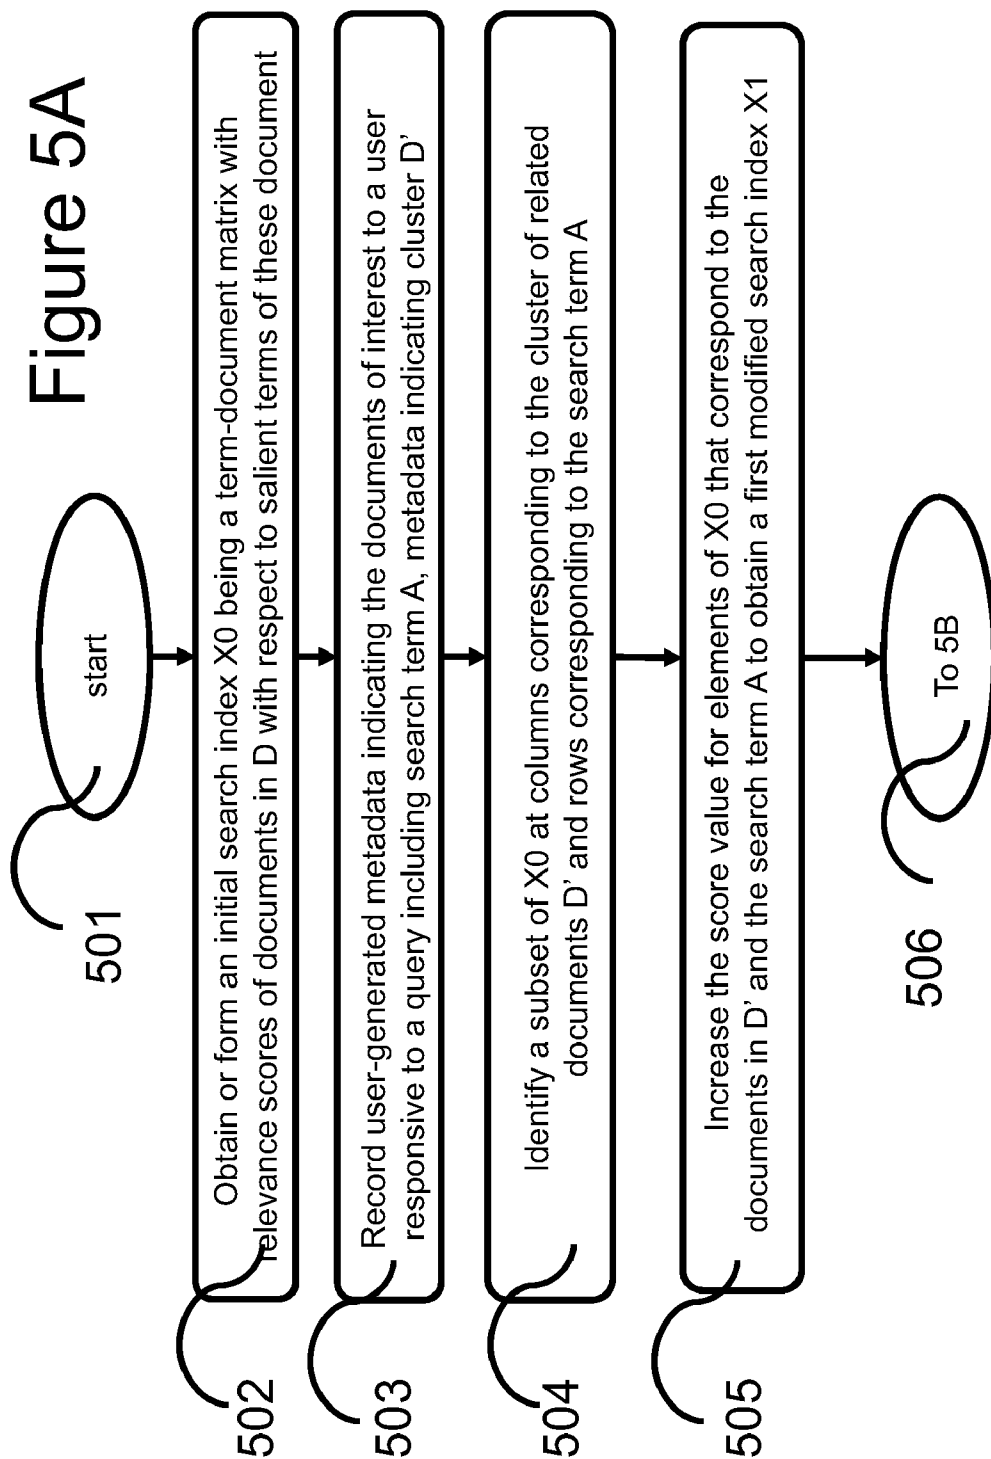 Figure 5A
start
501
Obtain or form an initial search index X0 being a term-document matrix with
relevance scores of documents in D with respect to salient terms of these document
502
Record user-generated metadata indicating the documents of interest to a user
responsive to a query including search term A, metadata indicating cluster D'
503
Identify a subset of X0 at columns corresponding to the cluster of related
documents D' and rows corresponding to the search term A
504
Increase the score value for elements of X0 that correspond to the
documents in D' and the search term A to obtain a first modified search index X1
505
To 5B
506